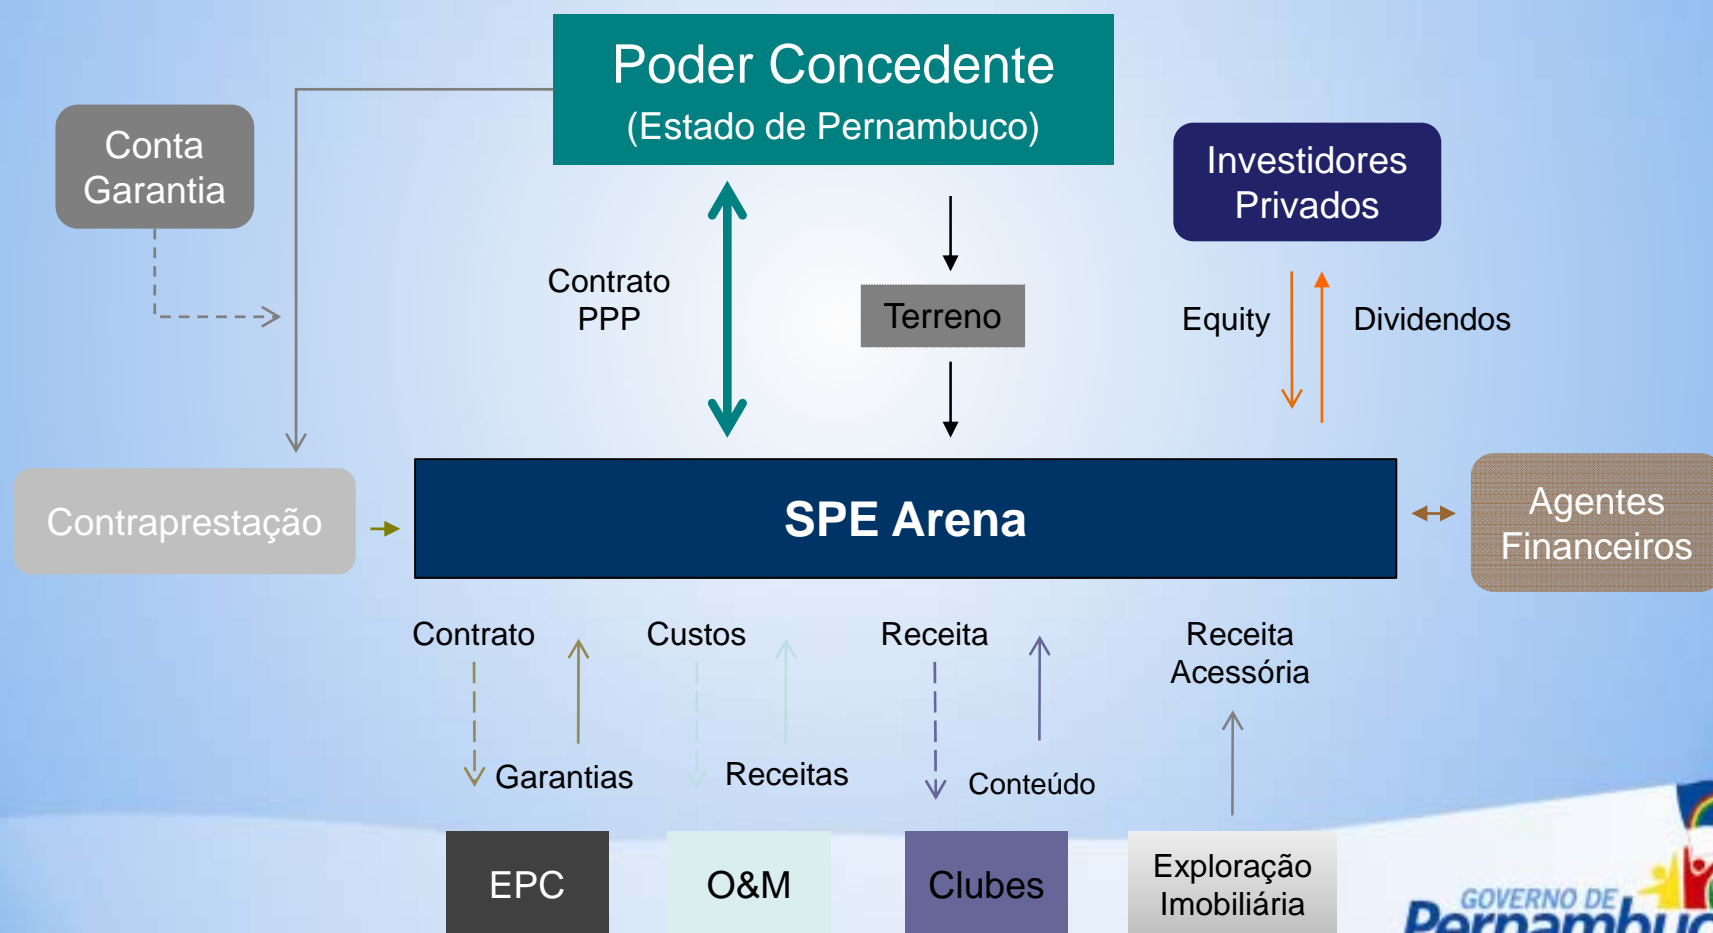 Poder Concedente
(Estado de Pernambuco)
Conta
Garantia
Investidores
Privados
Contrato
PPP
Terreno
Equity
Dividendos
Contraprestação
SPE Arena
Agentes
Financeiros
Contrato
Custos
Receita
Receita
Acessória
Garantias
Receitas
Conteúdo
EPC
O&M
Clubes
Exploração
Imobiliária
GOVERNO DE